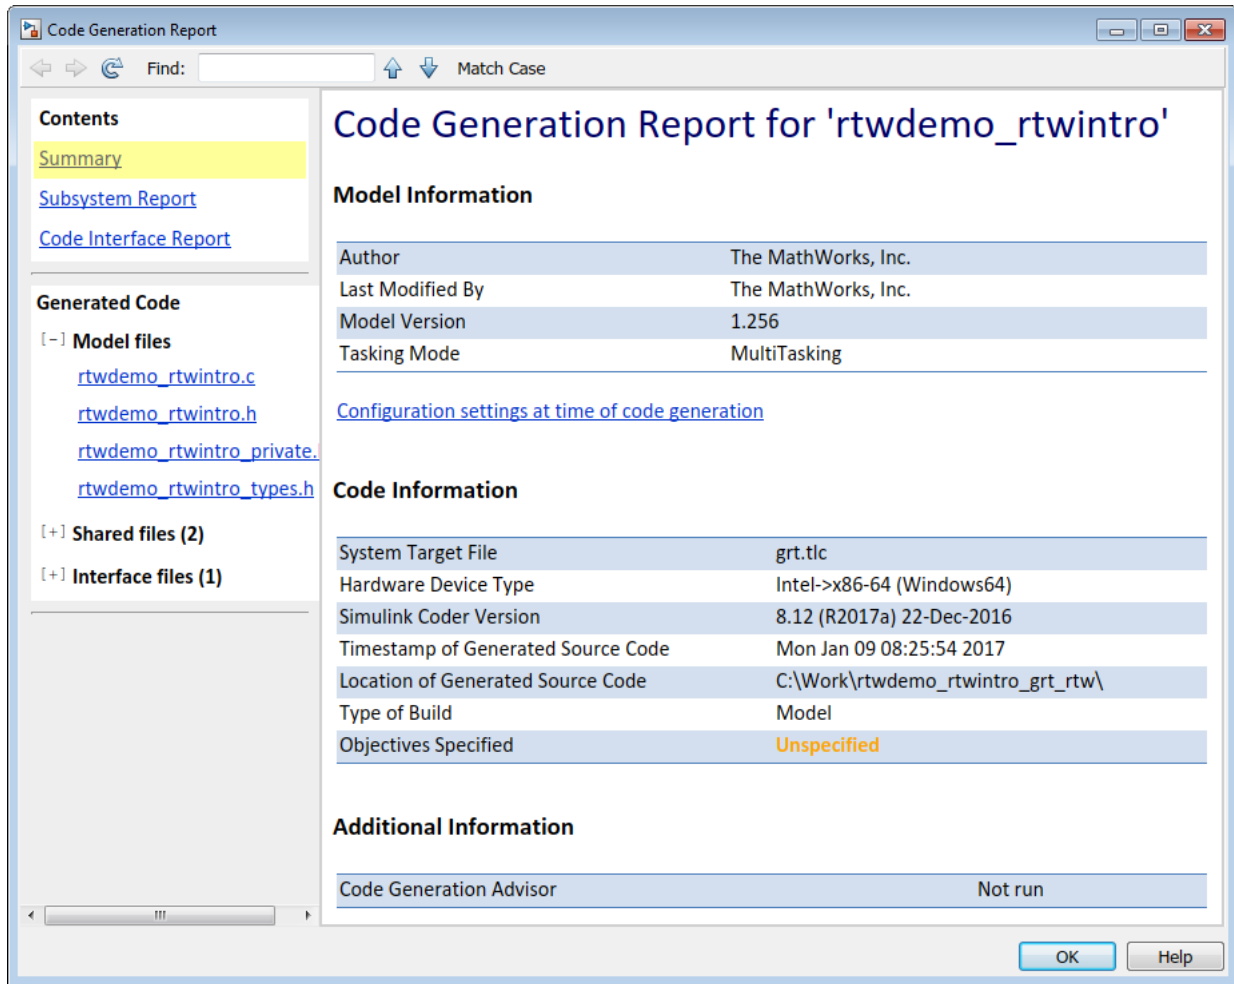 Code Generation Report
Find:
Match Case
Contents
Summary
Subsystem Report
Code Interface Report
Generated Code
[-] Model files
rtwdemo_rtwintro.c
rtwdemo_rtwintro.h
rtwdemo_rtwintro_private.
rtwdemo_rtwintro_types.h
[+] Shared files (2)
[+] Interface files (1)
Code Generation Report for 'rtwdemo_rtwintro'
Model Information
Author The MathWorks, Inc.
Last Modified By The MathWorks, Inc.
Model Version 1.256
Tasking Mode MultiTasking
Configuration settings at time of code generation
Code Information
System Target File grt.tlc
Hardware Device Type Intel->x86-64 (Windows64)
Simulink Coder Version 8.12 (R2017a) 22-Dec-2016
Timestamp of Generated Source Code Mon Jan 09 08:25:54 2017
Location of Generated Source Code C:\Work\rtwdemo_rtwintro_grt_rtw\
Type of Build Model
Objectives Specified Unspecified
Additional Information
Code Generation Advisor Not run
OK Help